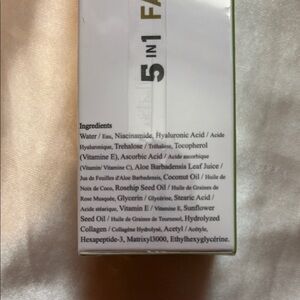 5 IN 1 FA
Ingredients
Water / Eau, Niacinamide, Hyaluronic Acid / Acide
Hyaluronique, Trehalose / Tréhalose, Tocopherol
(Vitamine E), Ascorbic Acid / Acide ascorbique
(Vitamin/ Vitamine C), Aloe Barbadensis Leaf Juice /
Jus de Feuilles d'Aloe Barbadensis, Coconut Oil / Huile de
Noix de Coco, Rosehip Seed Oil / Huile de Graines de
Rose Musquée, Glycerin / Glycérine, Stearic Acid /
Acide stéarique, Vitamin E / Vitamine E, Sunflower
Seed Oil / Huile de Graines de Tournesol, Hydrolyzed
Collagen / Collagène Hydrolysé, Acetyl / Acétyle,
Hexapeptide-3, Matrixyl3000, Ethylhexyglycérine.